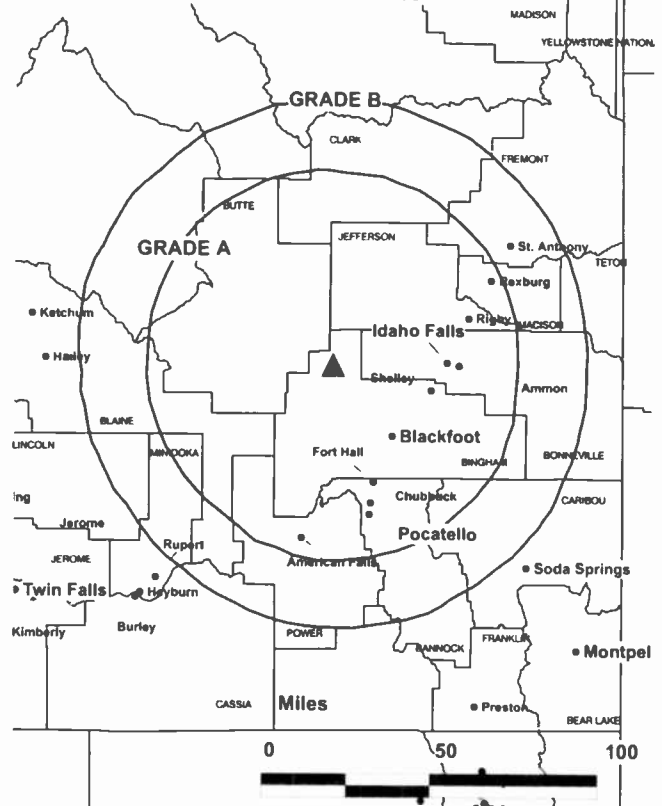 MADISON
YELLOWSTONE NATIONA
GRADE B
CLARK
FREMONT
BUTTE
GRADE A
JEFFERSON
St. Anthony
TETON
Rexburg
Ketchum
Rigby
MADISON
Idaho Falls
Hailey
Shelley
Ammon
BLAINE
Blackfoot
LINCOLN
MINIDOKA
Fort Hall
BINGHAM
BONNEVILLE
ing
Chubbuck
CARIBOU
Jerome
Pocatello
Rupert
JEROME
American Falls
Soda Springs
Twin Falls
Heyburn
Kimberly
Burley
POWER
FRANKLIN
BANNOCK
Montpel
CASSIA
Miles
Preston
BEAR LAKE
0 50 100